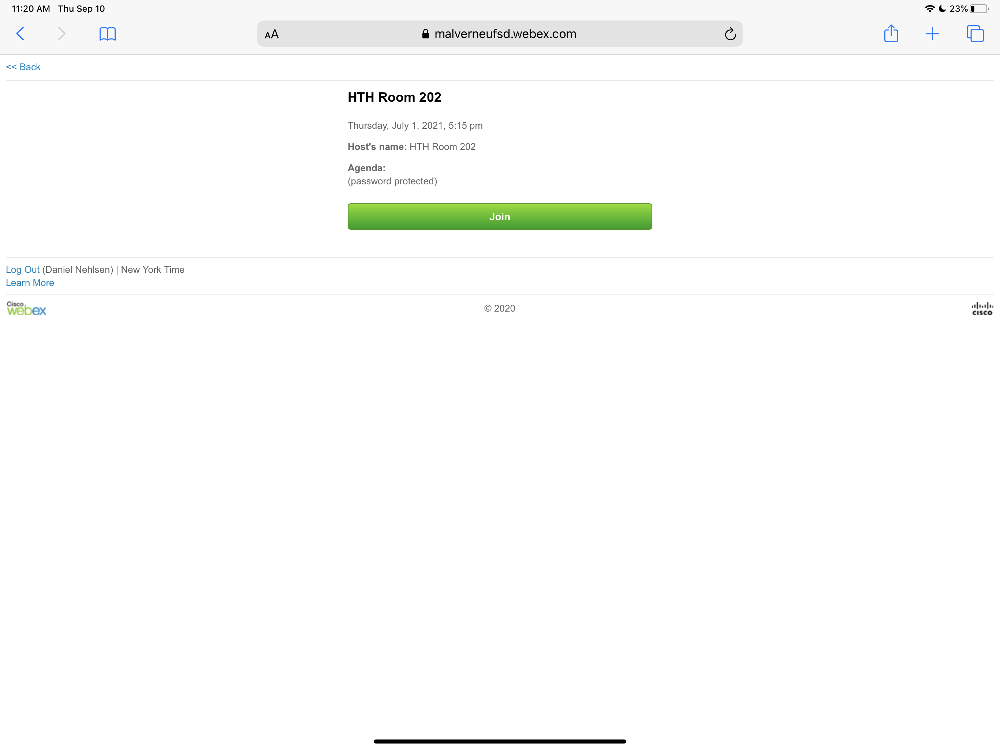 11:20 AM Thu Sep 10
23%
AA malverneufsd.webex.com
<< Back
HTH Room 202
Thursday, July 1, 2021, 5:15 pm
Host's name: HTH Room 202
Agenda:
(password protected)
Join
Log Out (Daniel Nehlsen) | New York Time
Learn More
Cisco
webex
© 2020
CISCO